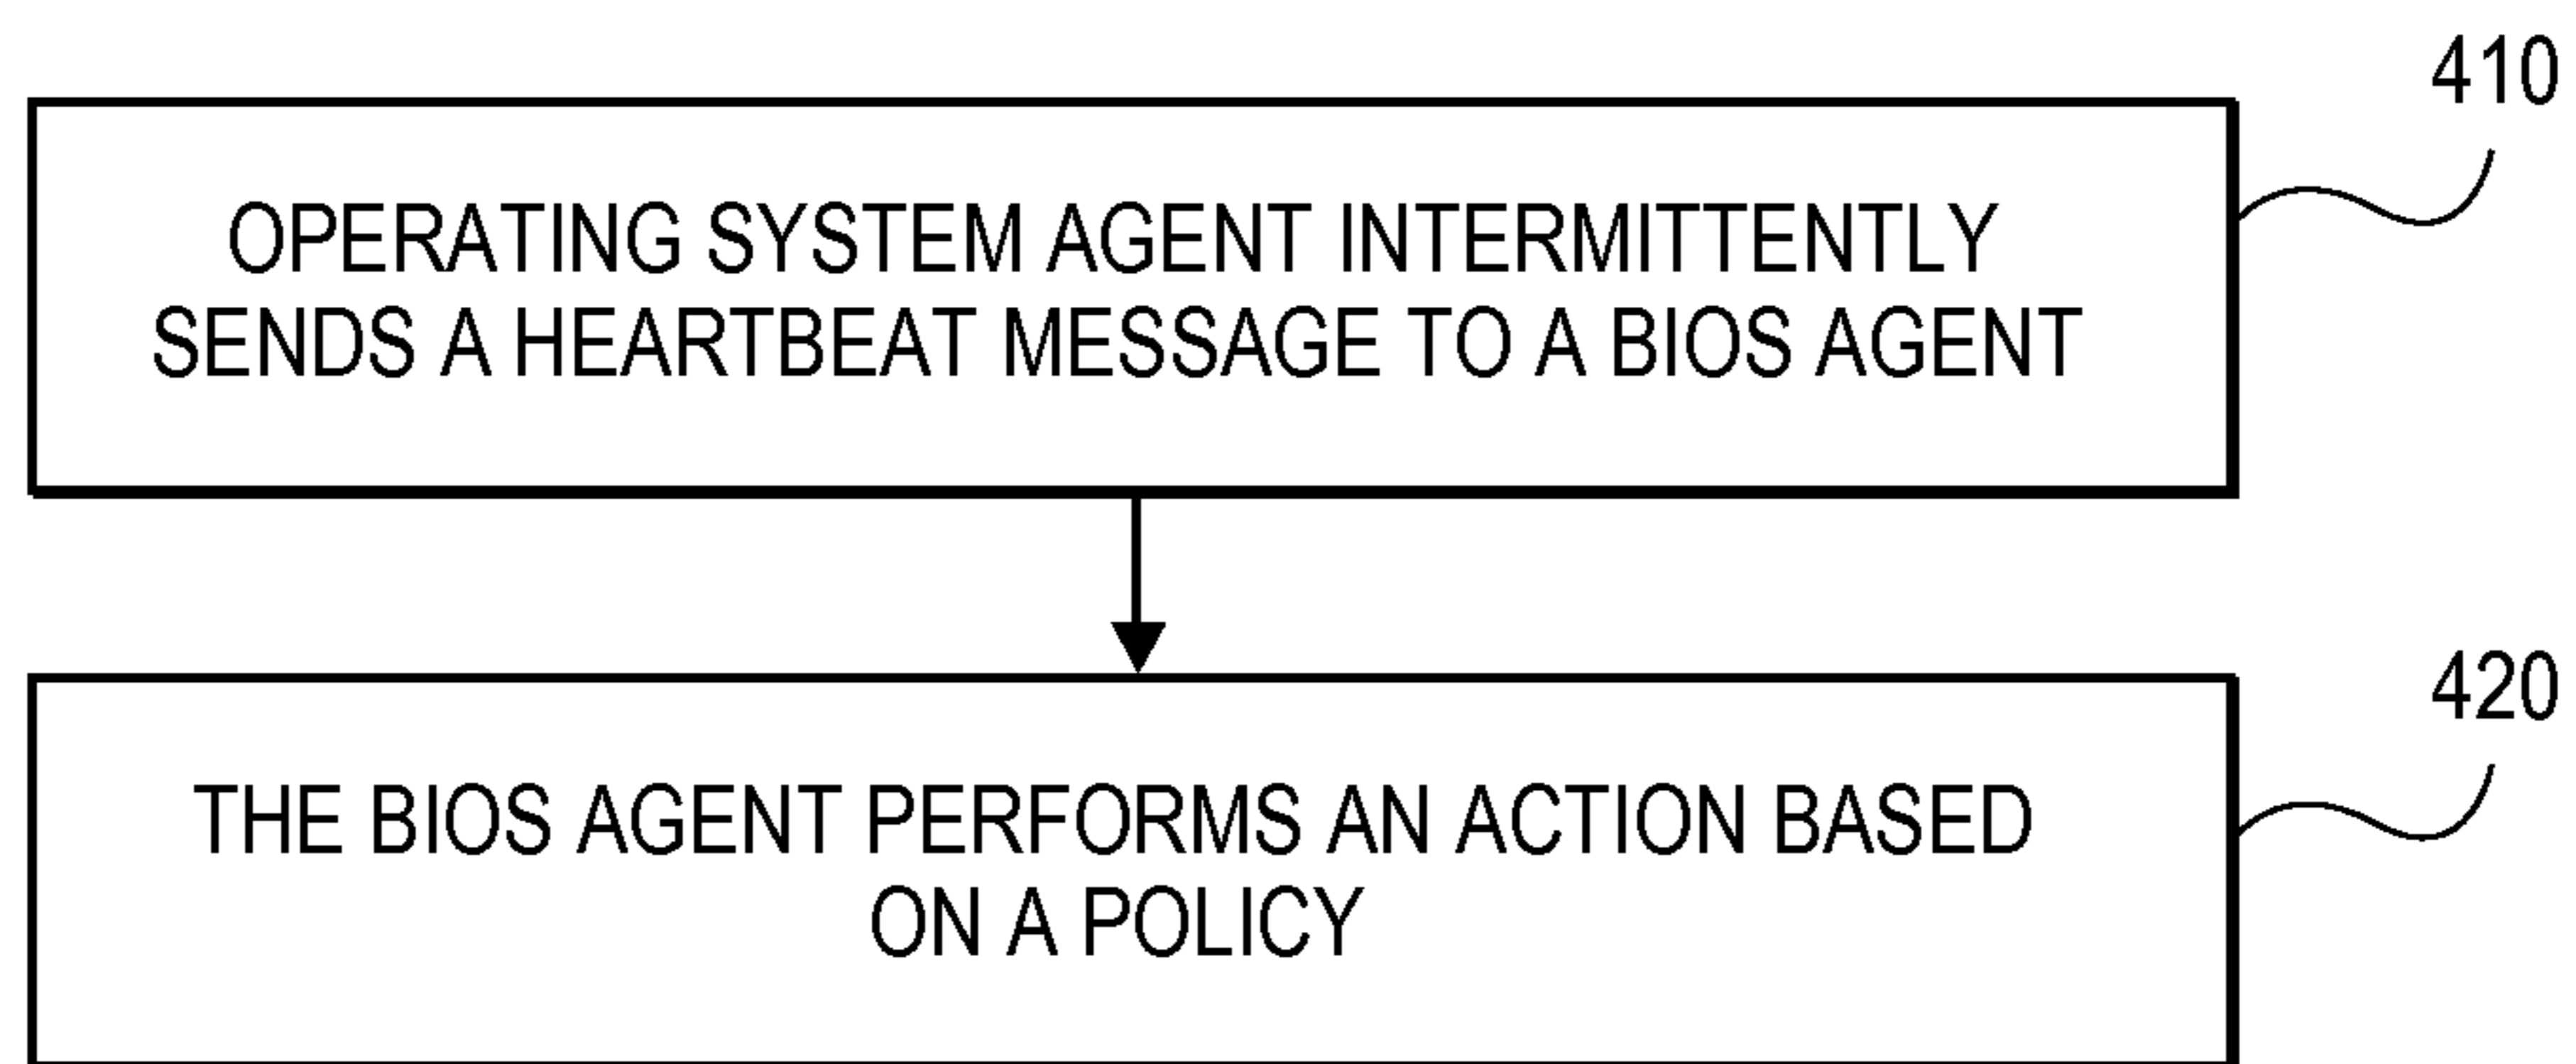 410
OPERATING SYSTEM AGENT INTERMITTENTLY
SENDS A HEARTBEAT MESSAGE TO A BIOS AGENT
420
THE BIOS AGENT PERFORMS AN ACTION BASED
ON A POLICY